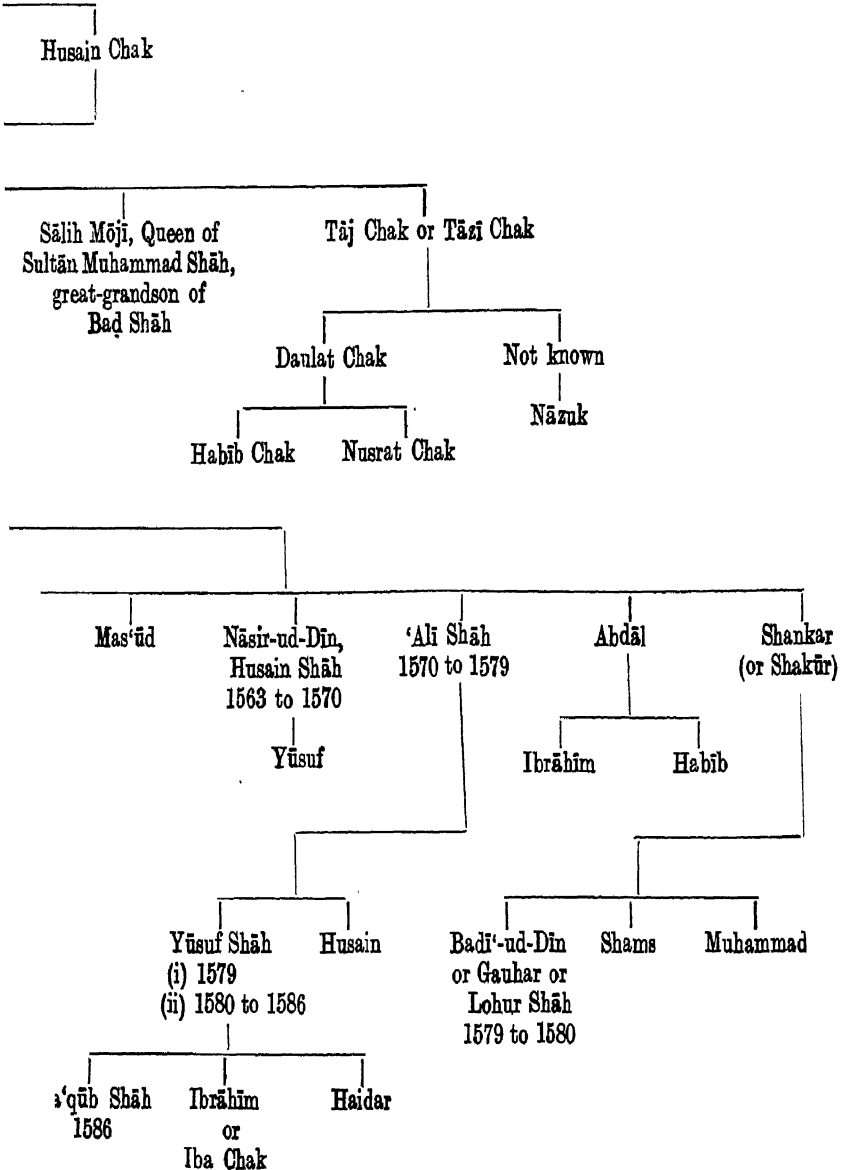 Husain Chak
Sālih Mōjī, Queen of
Sultān Muhammad Shāh,
great-grandson of
Baḍ Shāh
Tāj Chak or Tāzī Chak
Daulat Chak
Not known
Nāzuk
Habīb Chak
Nusrat Chak
Mas‘ūd
Nāsir-ud-Dīn,
Husain Shāh
1563 to 1570
Yūsuf
‘Alī Shāh
1570 to 1579
Abdāl
Shankar
(or Shakūr)
Ibrāhīm
Habīb
Yūsuf Shāh
(i) 1579
(ii) 1580 to 1586
Husain
Badī‘-ud-Dīn
or Gauhar or
Lohur Shāh
1579 to 1580
Shams
Muhammad
a‘qūb Shāh
1586
Ibrāhīm
or
Iba Chak
Haidar